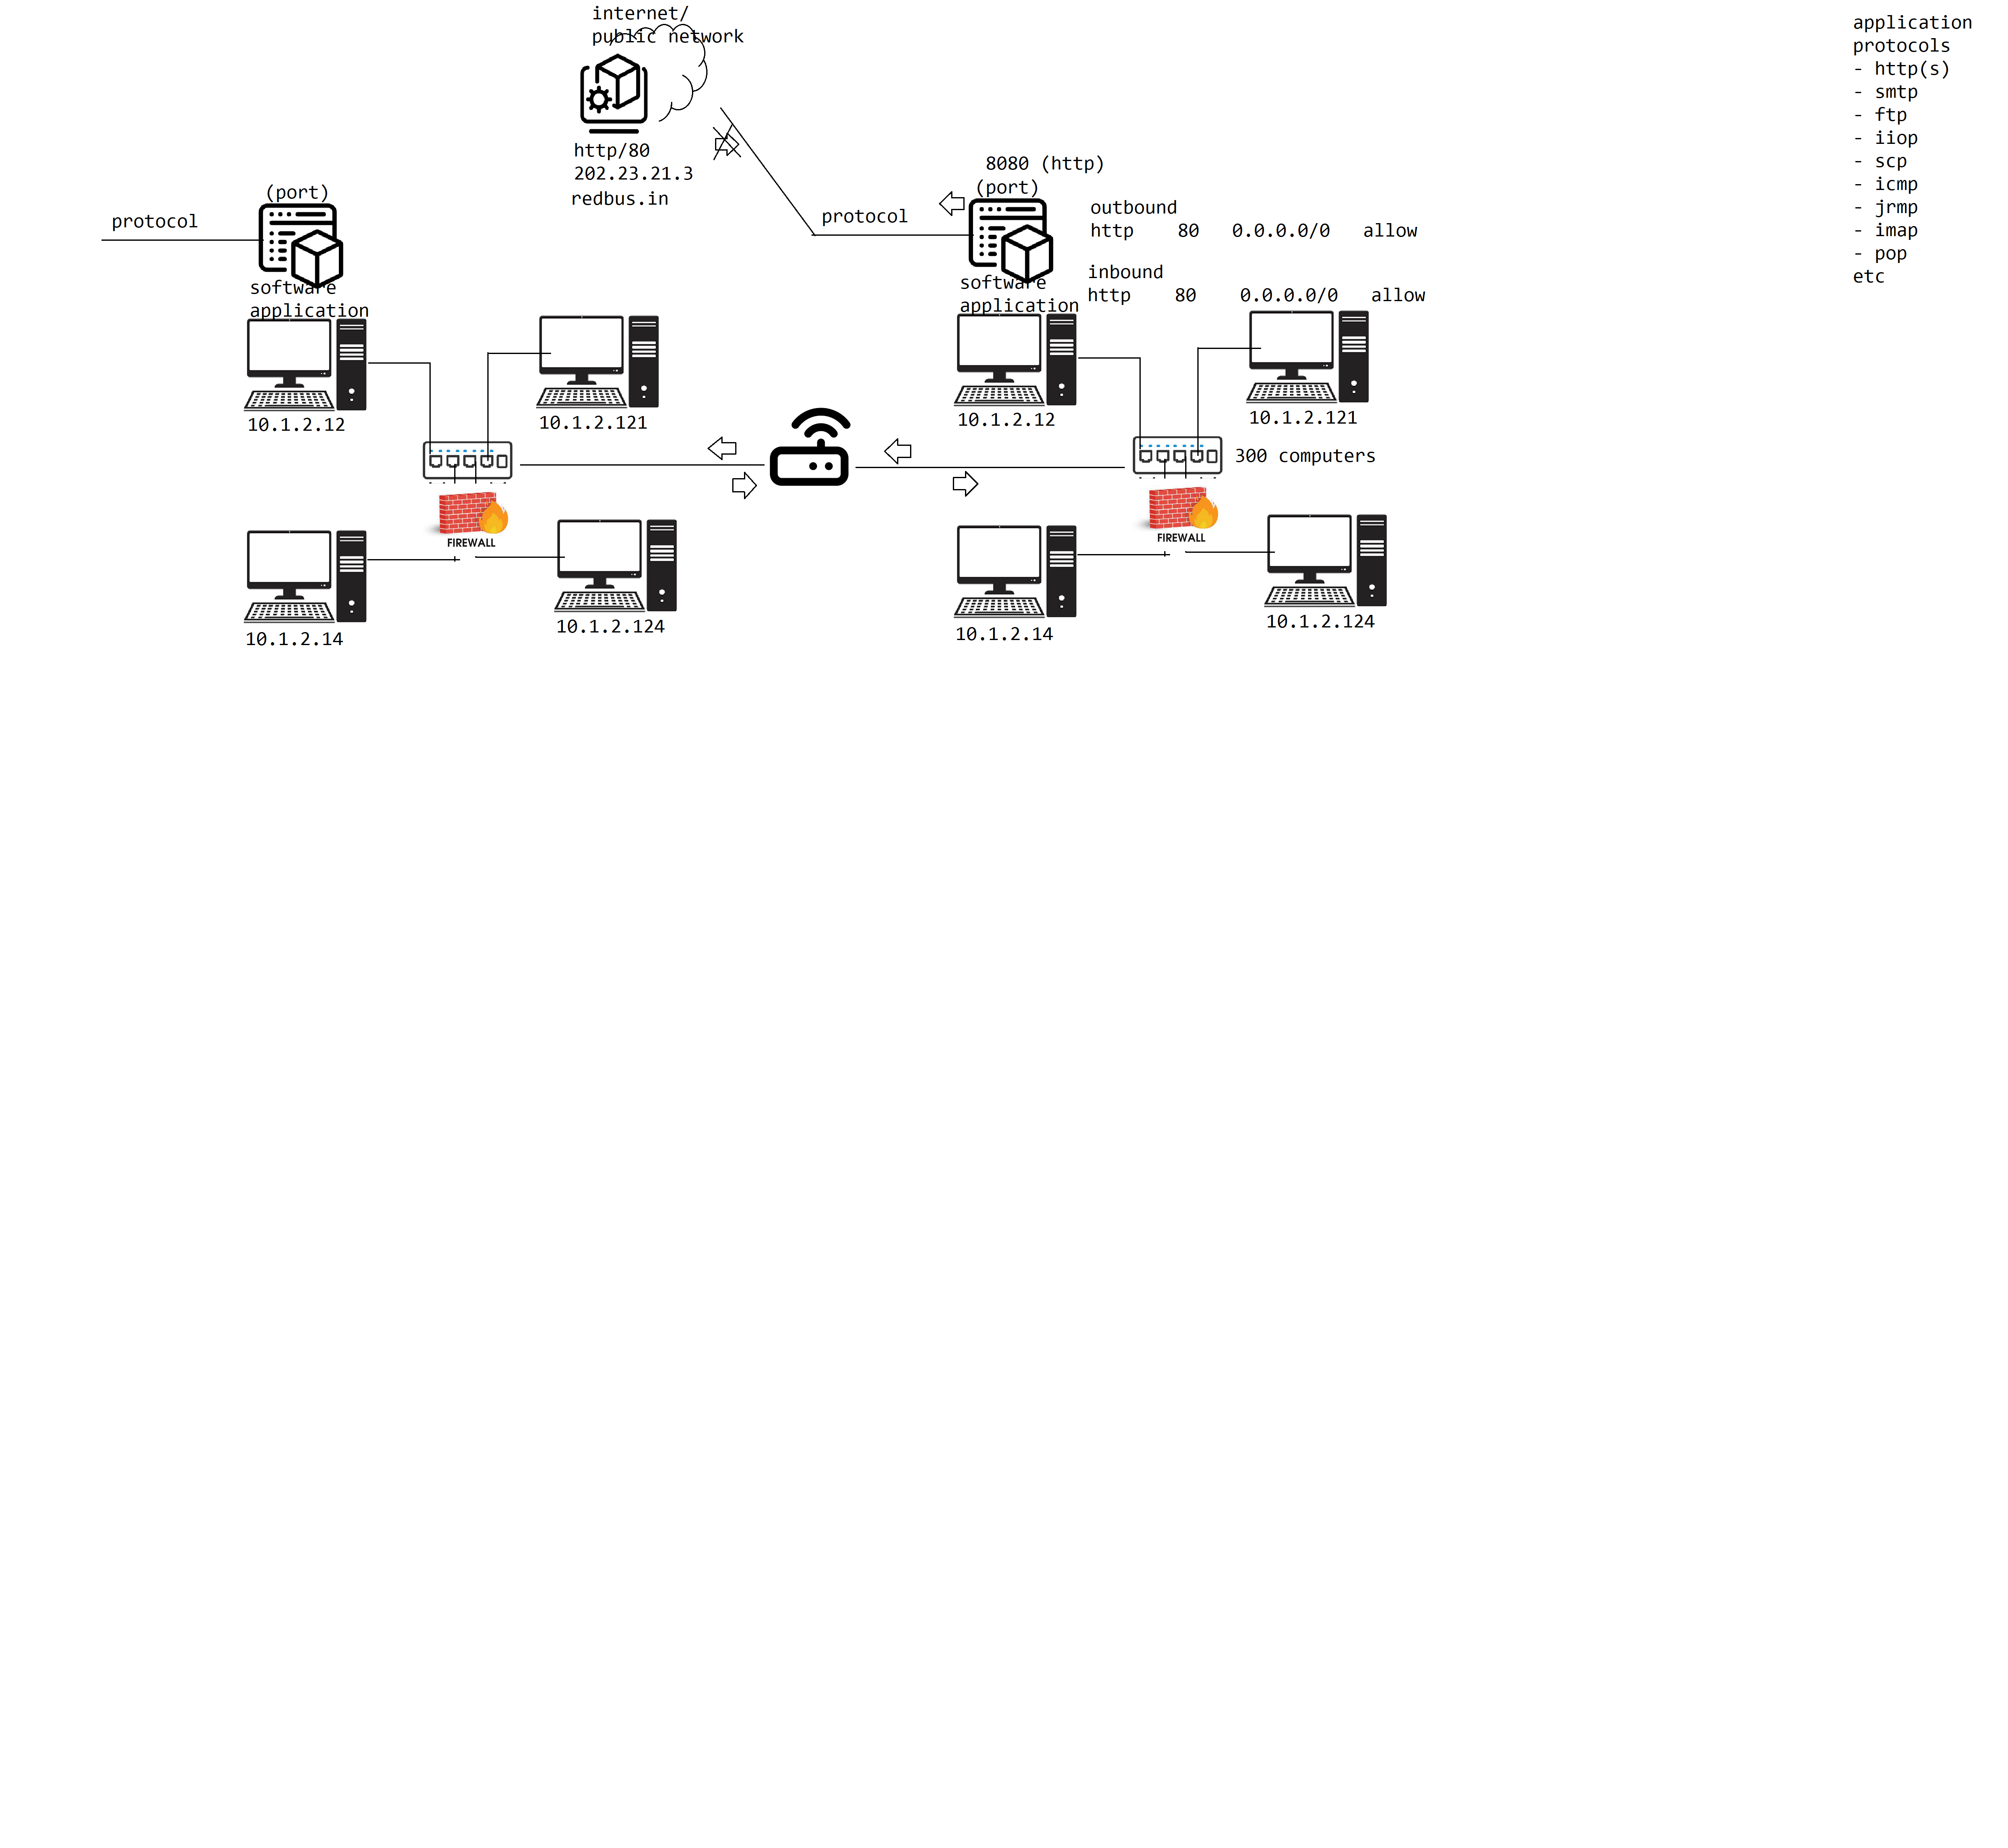 internet/
public network
http/80
202.23.21.3
redbus.in
application
protocols
- http(s)
- smtp
- ftp
- iiop
- scp
- icmp
- jrmp
- imap
- pop
etc
(port)
protocol
software
application
10.1.2.12
10.1.2.121
FIREWALL
10.1.2.14
10.1.2.124
8080 (http)
(port)
protocol
software
application
outbound
http 80 0.0.0.0/0 allow
inbound
http 80 0.0.0.0/0 allow
10.1.2.12
10.1.2.121
300 computers
FIREWALL
10.1.2.14
10.1.2.124